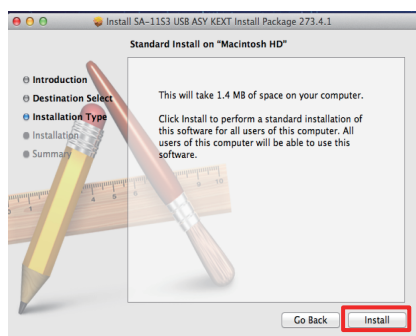 Install SA-11S3 USB ASY KEXT Install Package 273.4.1
Standard Install on "Macintosh HD"
Introduction
Destination Select
Installation Type
Installation
Summary
This will take 1.4 MB of space on your computer.
Click Install to perform a standard installation of
this software for all users of this computer. All
users of this computer will be able to use this
software.
Go Back
Install